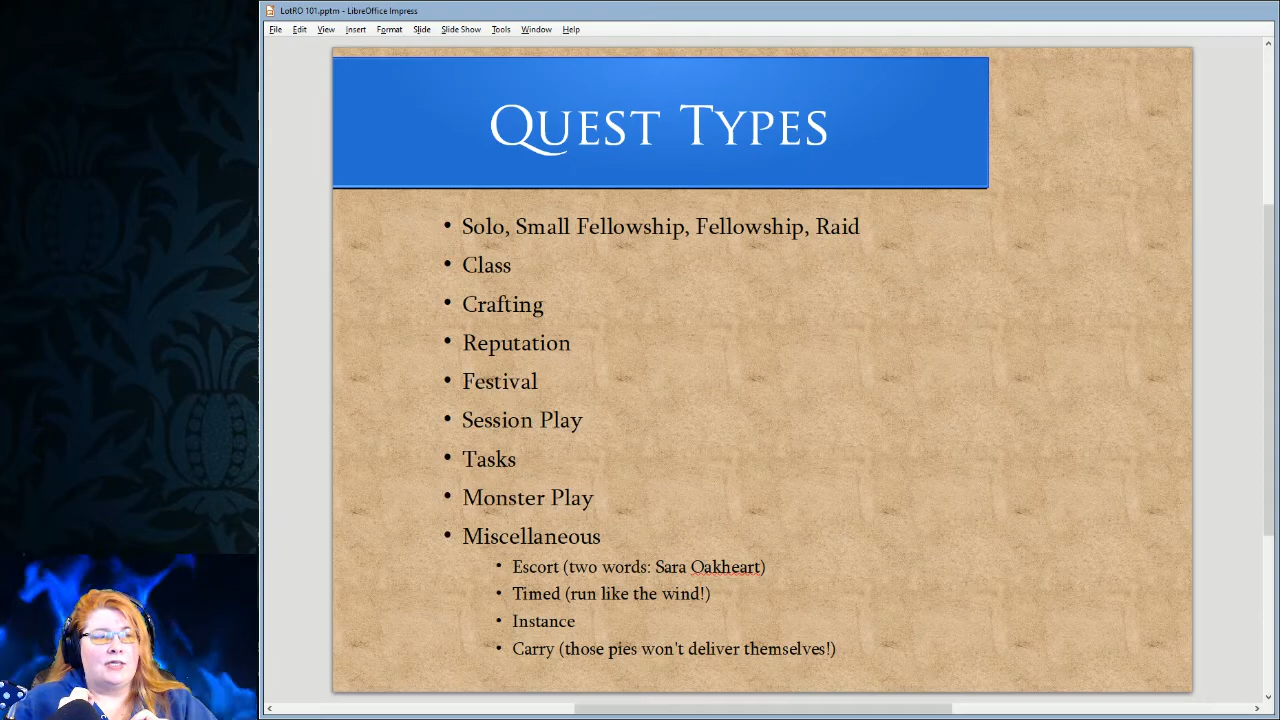 LotRO 101.pptm - LibreOffice Impress
File Edit View Insert Format Slide Slide Show Tools Window Help
Quest Types
• Solo, Small Fellowship, Fellowship, Raid
• Class
• Crafting
• Reputation
• Festival
• Session Play
• Tasks
• Monster Play
• Miscellaneous
• Escort (two words: Sara Oakheart)
• Timed (run like the wind!)
• Instance
• Carry (those pies won't deliver themselves!)